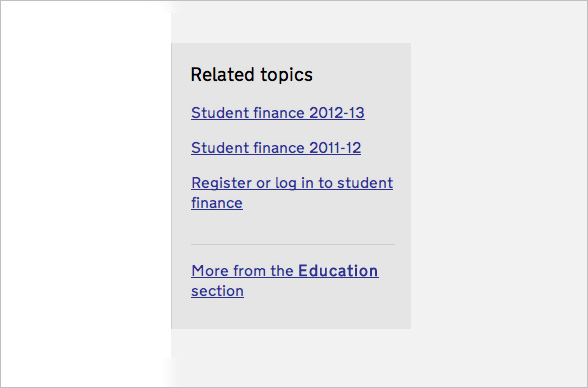 Related topics
Student finance 2012-13
Student finance 2011-12
Register or log in to student
finance
More from the Education
section